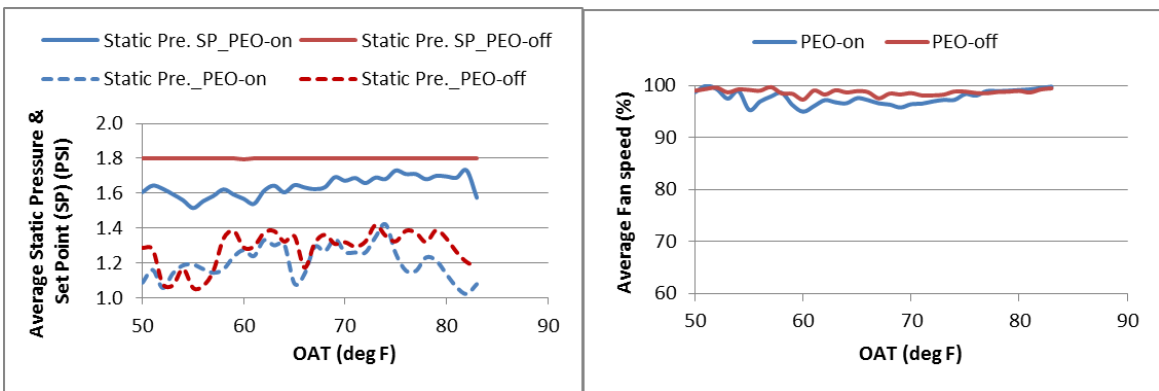 Static Pre. SP_PEO-on
Static Pre. SP_PEO-off
Static Pre._PEO-on
Static Pre._PEO-off
Average Static Pressure &
Set Point (SP) (PSI)
2.0
1.8
1.6
1.4
1.2
1.0
50
60
70
80
90
OAT (deg F)
PEO-on
PEO-off
Average Fan speed (%)
100
90
80
70
60
50
60
70
80
90
OAT (deg F)